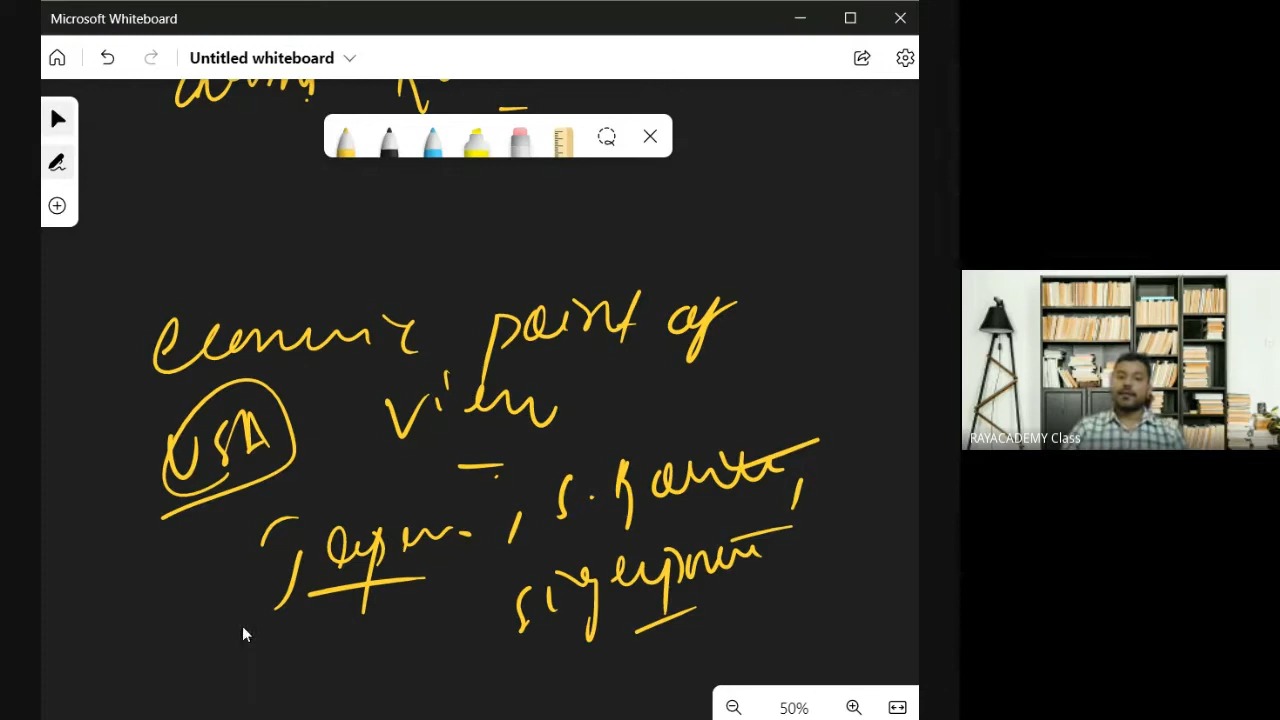 Microsoft Whiteboard
Untitled whiteboard
economic point of
view
USA
Japan, S. Korea,
Singapore
RAYACADEMY Class
50%